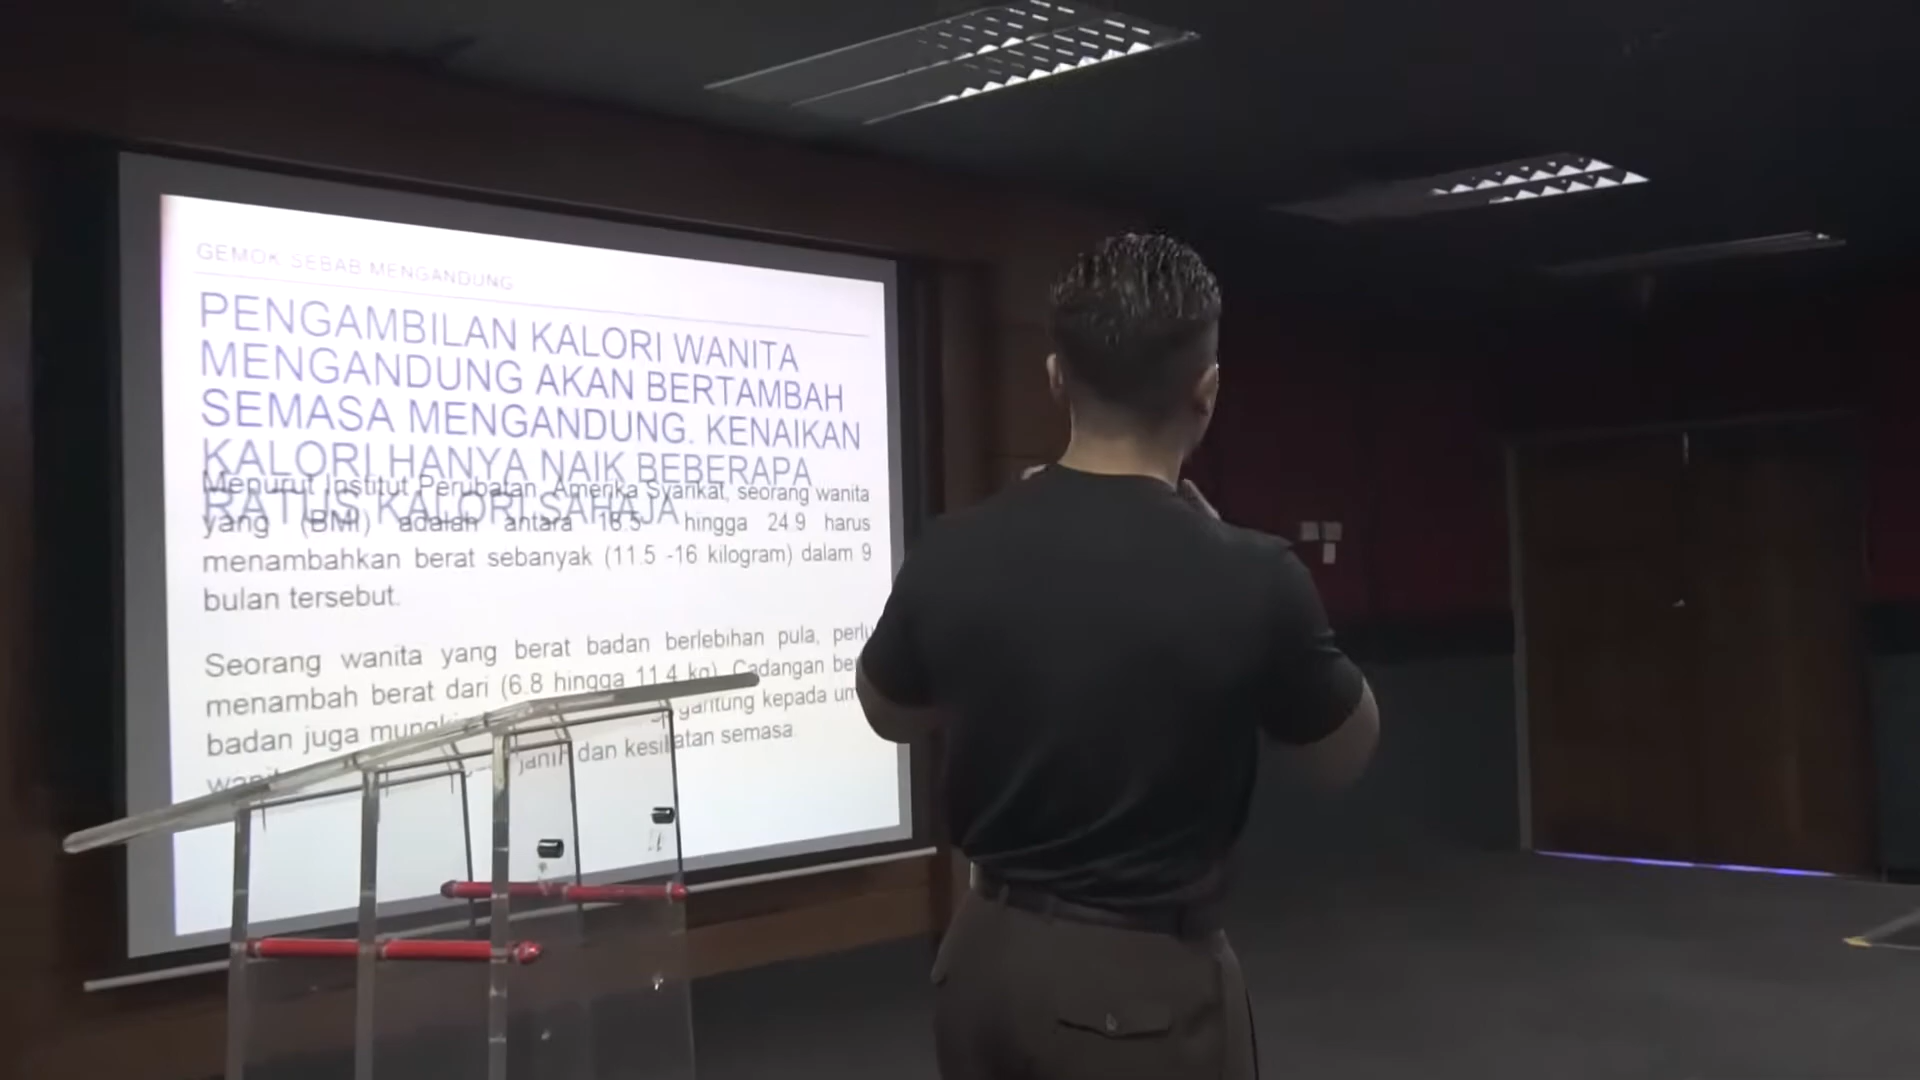 GEMOK SEBAB MENGANDUNG
PENGAMBILAN KALORI WANITA
MENGANDUNG AKAN BERTAMBAH
SEMASA MENGANDUNG. KENAIKAN
KALORI HANYA NAIK BEBERAPA
RATUS KALORI SAHAJA
Menurut Institut Perubatan Amerika Syarikat, seorang wanita
yang (BMI) adalah antara 18.5 hingga 24.9 harus
menambahkan berat sebanyak (11.5 -16 kilogram) dalam 9
bulan tersebut.
Seorang wanita yang berat badan berlebihan pula, perlu
menambah berat dari (6.8 hingga 11.4 kg). Cadangan
badan juga kepada
dan kesihatan semasa